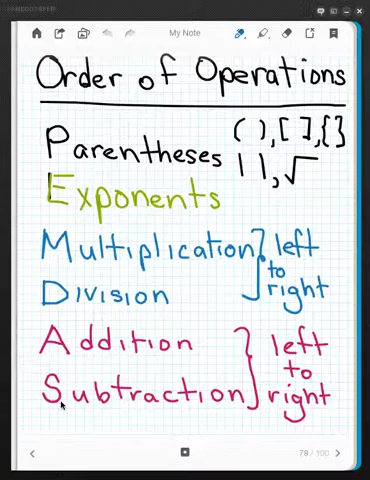 My Note
Order of Operations
Parentheses ( ), [ ], { }
| |, √
Exponents
Multiplication } left
to
Division right
Addition } left
to
Subtraction right
78 / 100